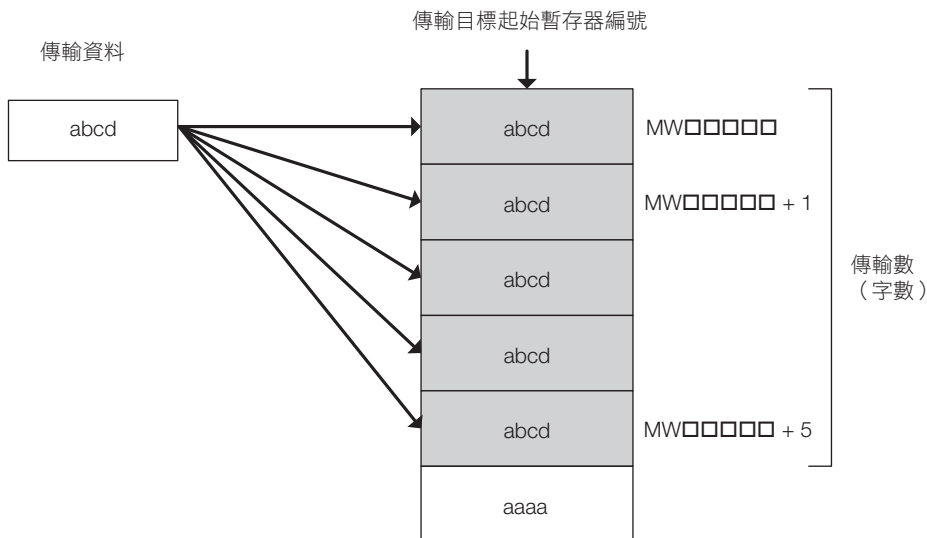 傳輸目標起始暫存器編號
傳輸資料
abcd
abcd
MW□□□□□
abcd
MW□□□□□ + 1
abcd
傳輸數
（字數）
abcd
abcd
MW□□□□□ + 5
aaaa